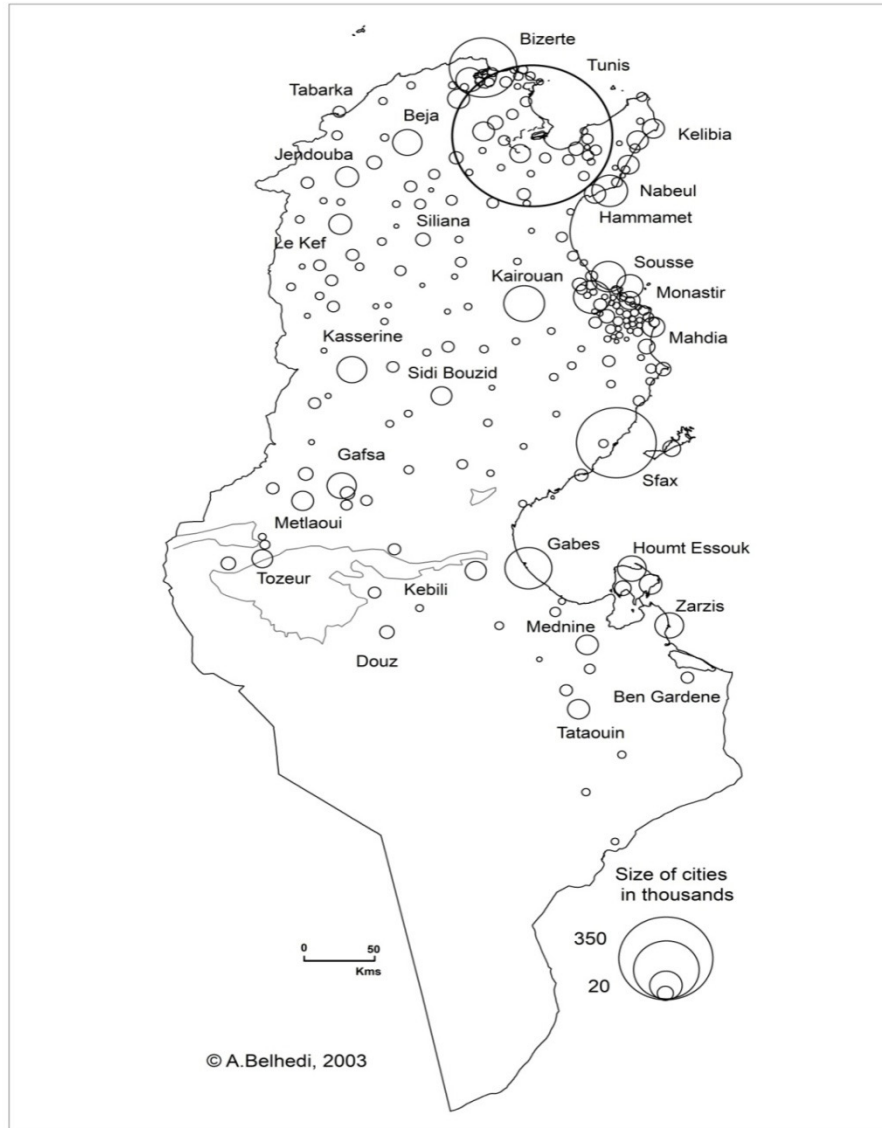 Bizerte
Tunis
Tabarka
Beja
Kelibia
Jendouba
Nabeul
Hammamet
Siliana
Le Kef
Sousse
Kairouan
Monastir
Mahdia
Kasserine
Sidi Bouzid
Gafsa
Sfax
Metlaoui
Gabes
Houmt Essouk
Tozeur
Kebili
Zarzis
Mednine
Douz
Ben Gardene
Tataouin
Size of cities
in thousands
350
20
0 50
Kms
© A.Belhedi, 2003